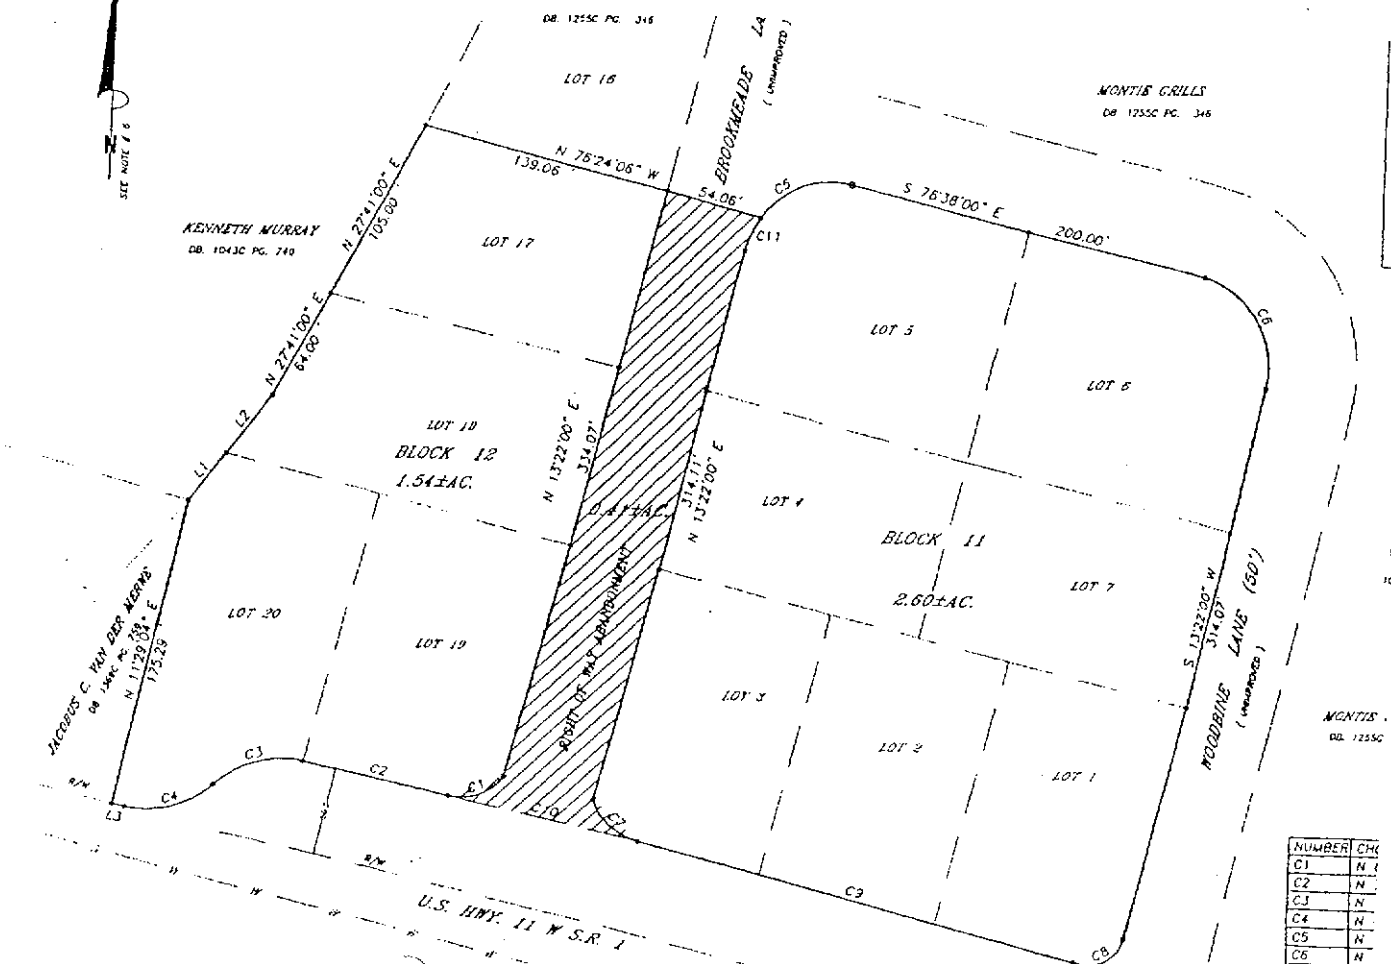 DB. 1255C PG. 346
LOT 16
BROOKMEADE LA
( UNIMPROVED )
MONTIE GRILLS
DB 1255C PG. 346
N
SEE NOTE # 6
N 76°24'06" W
139.06
54.06'
C5
S 76°38'00" E
200.00'
C11
C6
KENNETH MURRAY
DB. 1043C PG. 740
N 27°41'00" E
105.00'
LOT 17
N 27°41'00" E
64.00'
LOT 5
LOT 6
L2
L1
LOT 18
BLOCK 12
1.54±AC.
N 13°22'00" E
334.07'
314.11
N 13°22'00" E
LOT 4
BLOCK 11
2.60±AC.
LOT 7
RIGHT OF WAY ABANDONMENT
S 13°22'00" W
314.07'
WOODBINE LANE (50')
( UNIMPROVED )
JACOBUS C. VAN DER MERWE
N 11°29'04" E
175.29
LOT 20
LOT 19
LOT 3
LOT 2
LOT 1
MONTIE
DB. 1255C
R/W
L3
C4
C3
C2
C1
C10
C7
C9
C8
R/W
U.S. HWY. 11 W S.R. 1
NUMBER CHO
C1 N
C2 N
C3 N
C4 N
C5 N
C6 N